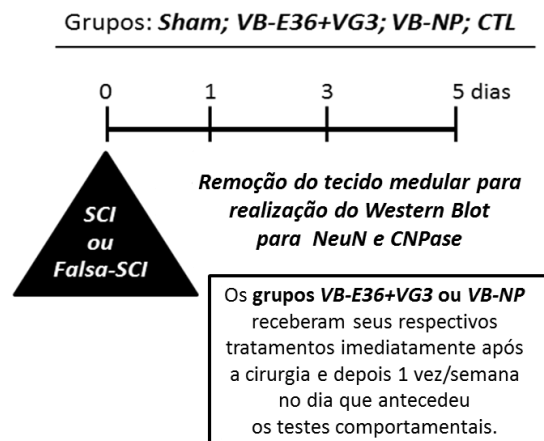 Grupos: Sham; VB-E36+VG3; VB-NP; CTL
0 1 3 5 dias
SCI
ou
Falsa-SCI
Remoção do tecido medular para
realização do Western Blot
para NeuN e CNPase
Os grupos VB-E36+VG3 ou VB-NP
receberam seus respectivos
tratamentos imediatamente após
a cirurgia e depois 1 vez/semana
no dia que antecedeu
os testes comportamentais.